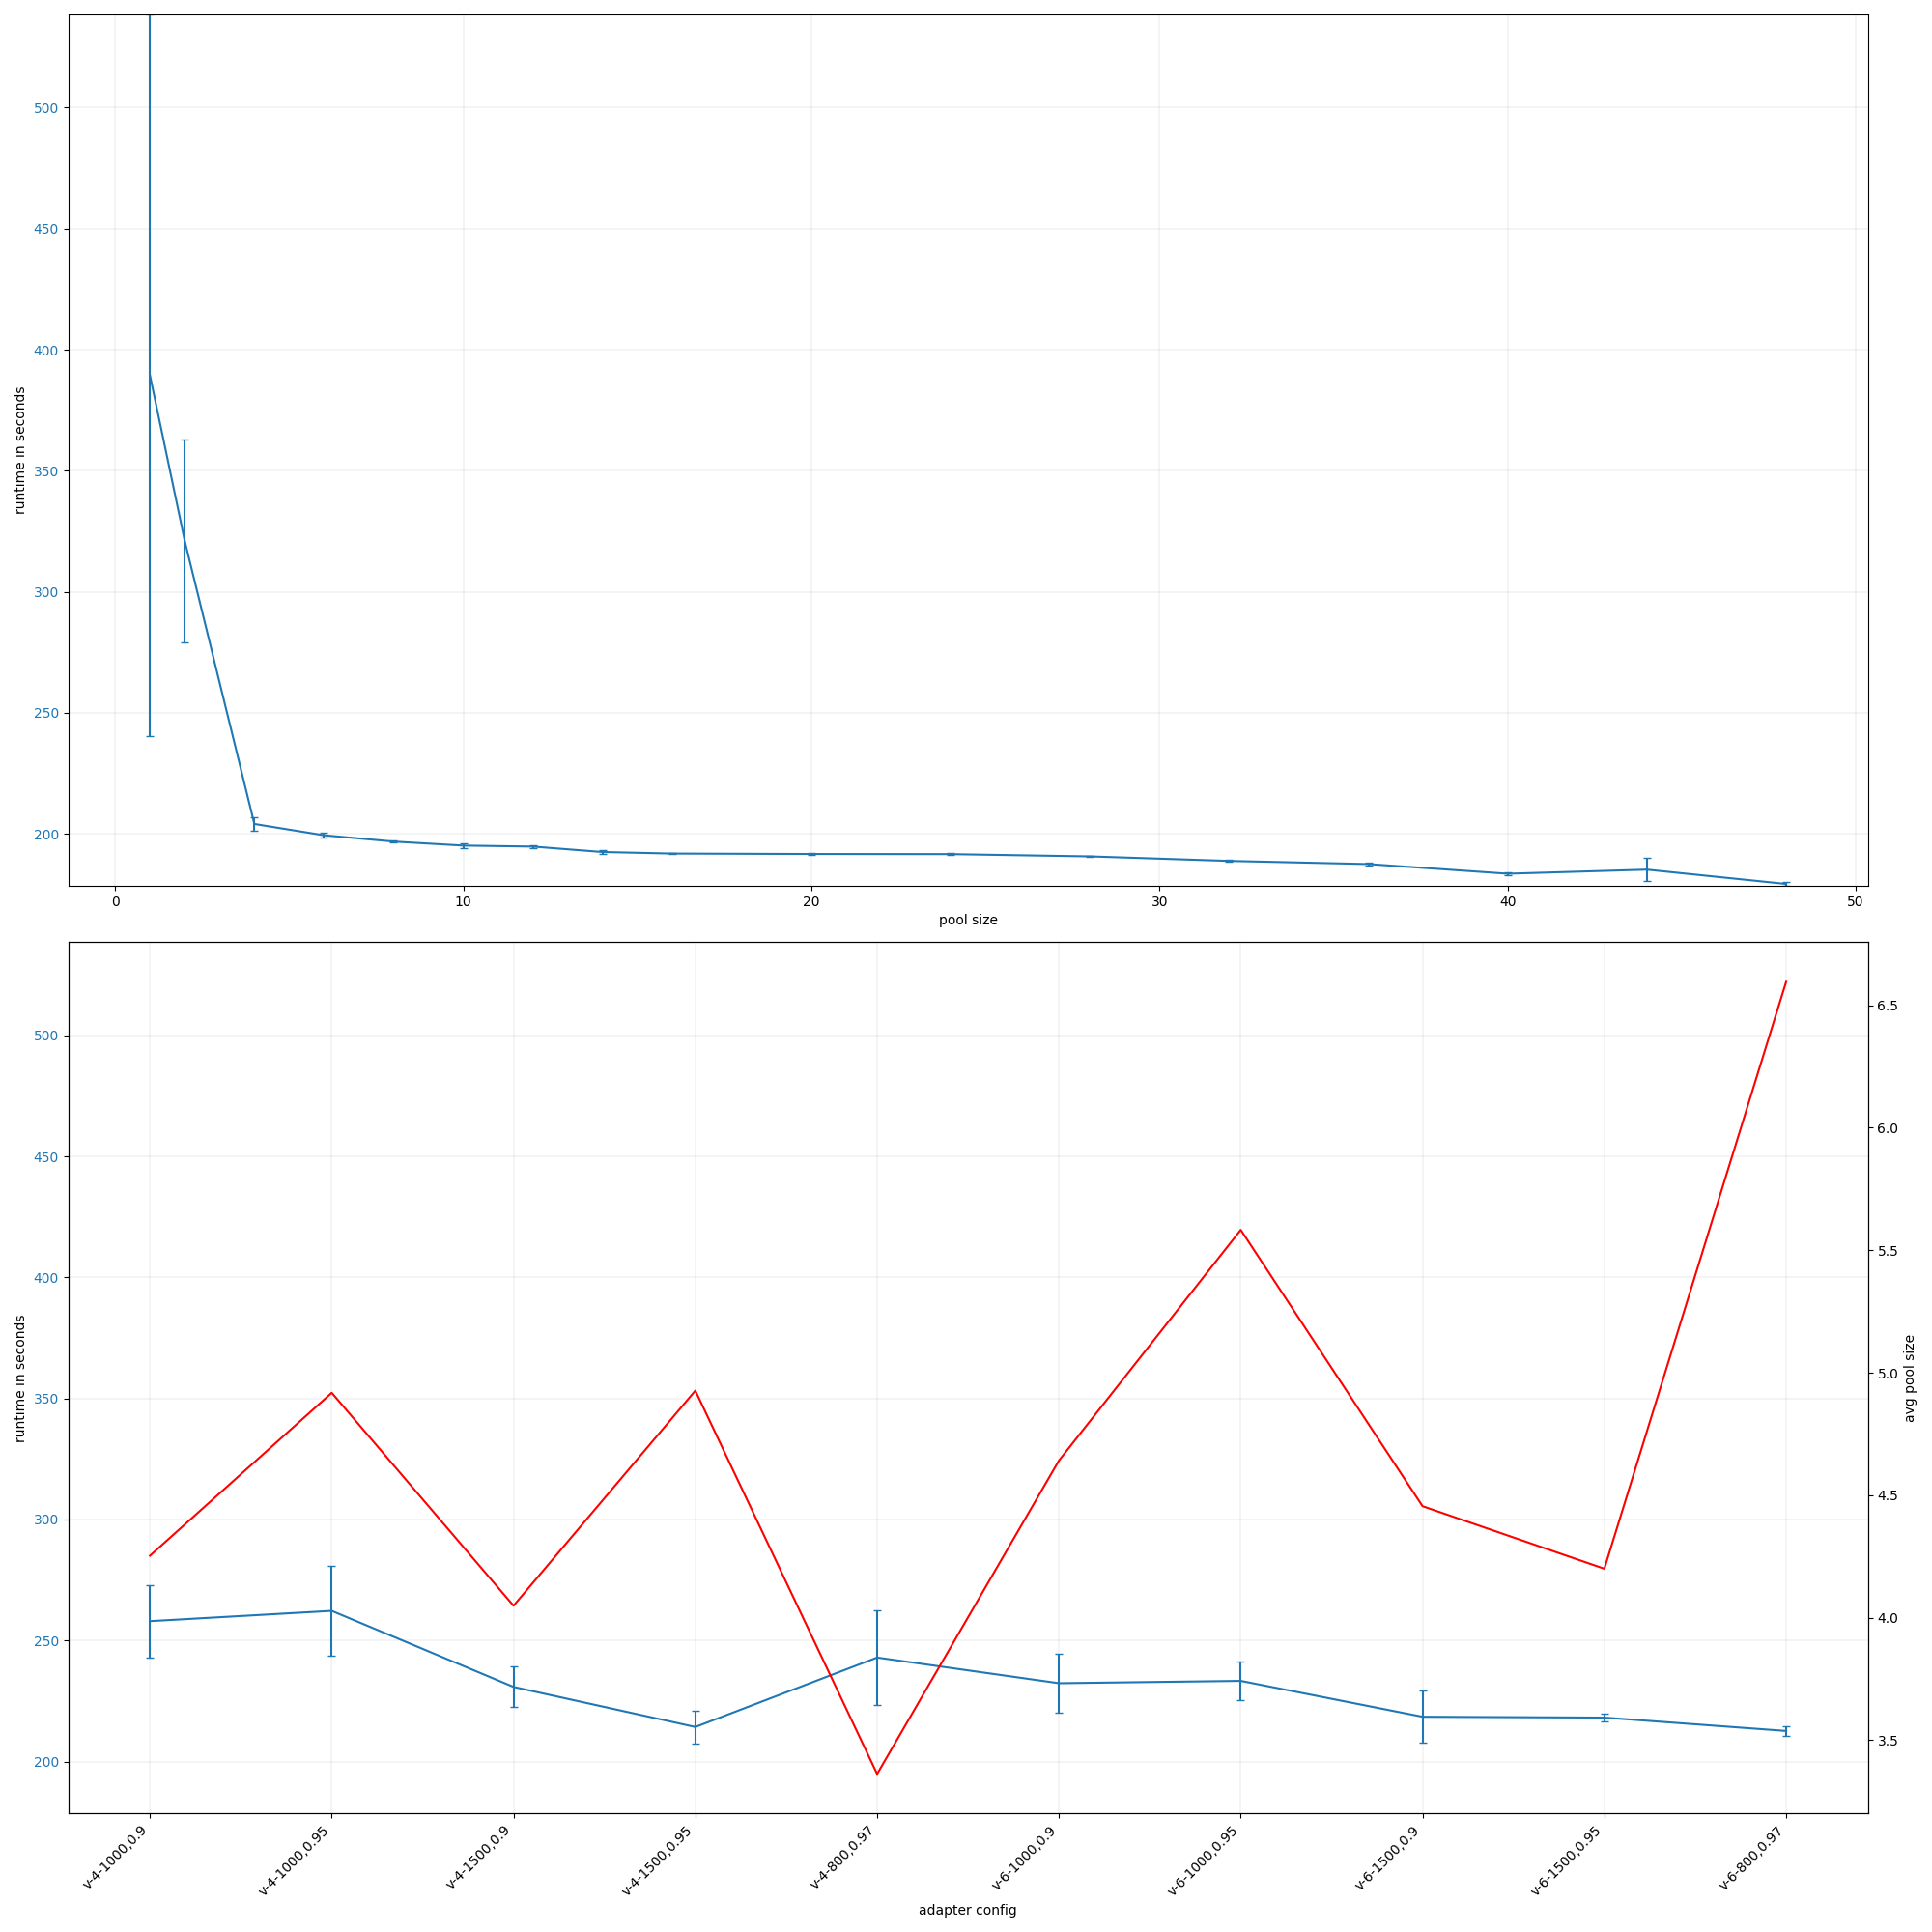 500
450
400
350
300
250
200
runtime in seconds
0 10 20 30 40 50
pool size
500
450
400
350
300
250
200
runtime in seconds
6.5
6.0
5.5
5.0
4.5
4.0
3.5
avg pool size
v-4-1000,0.9
v-4-1000,0.95
v-4-1500,0.9
v-4-1500,0.95
v-4-800,0.97
v-6-1000,0.9
v-6-1000,0.95
v-6-1500,0.9
v-6-1500,0.95
v-6-800,0.97
adapter config